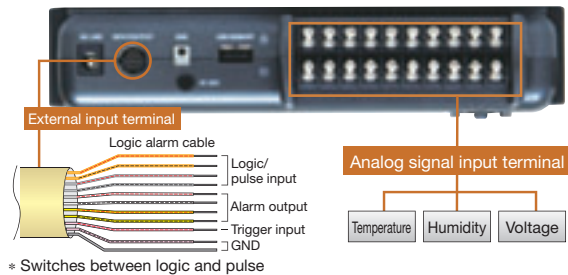 External input terminal
Logic alarm cable
Logic/
pulse input
Alarm output
Trigger input
GND
* Switches between logic and pulse
Analog signal input terminal
Temperature
Humidity
Voltage